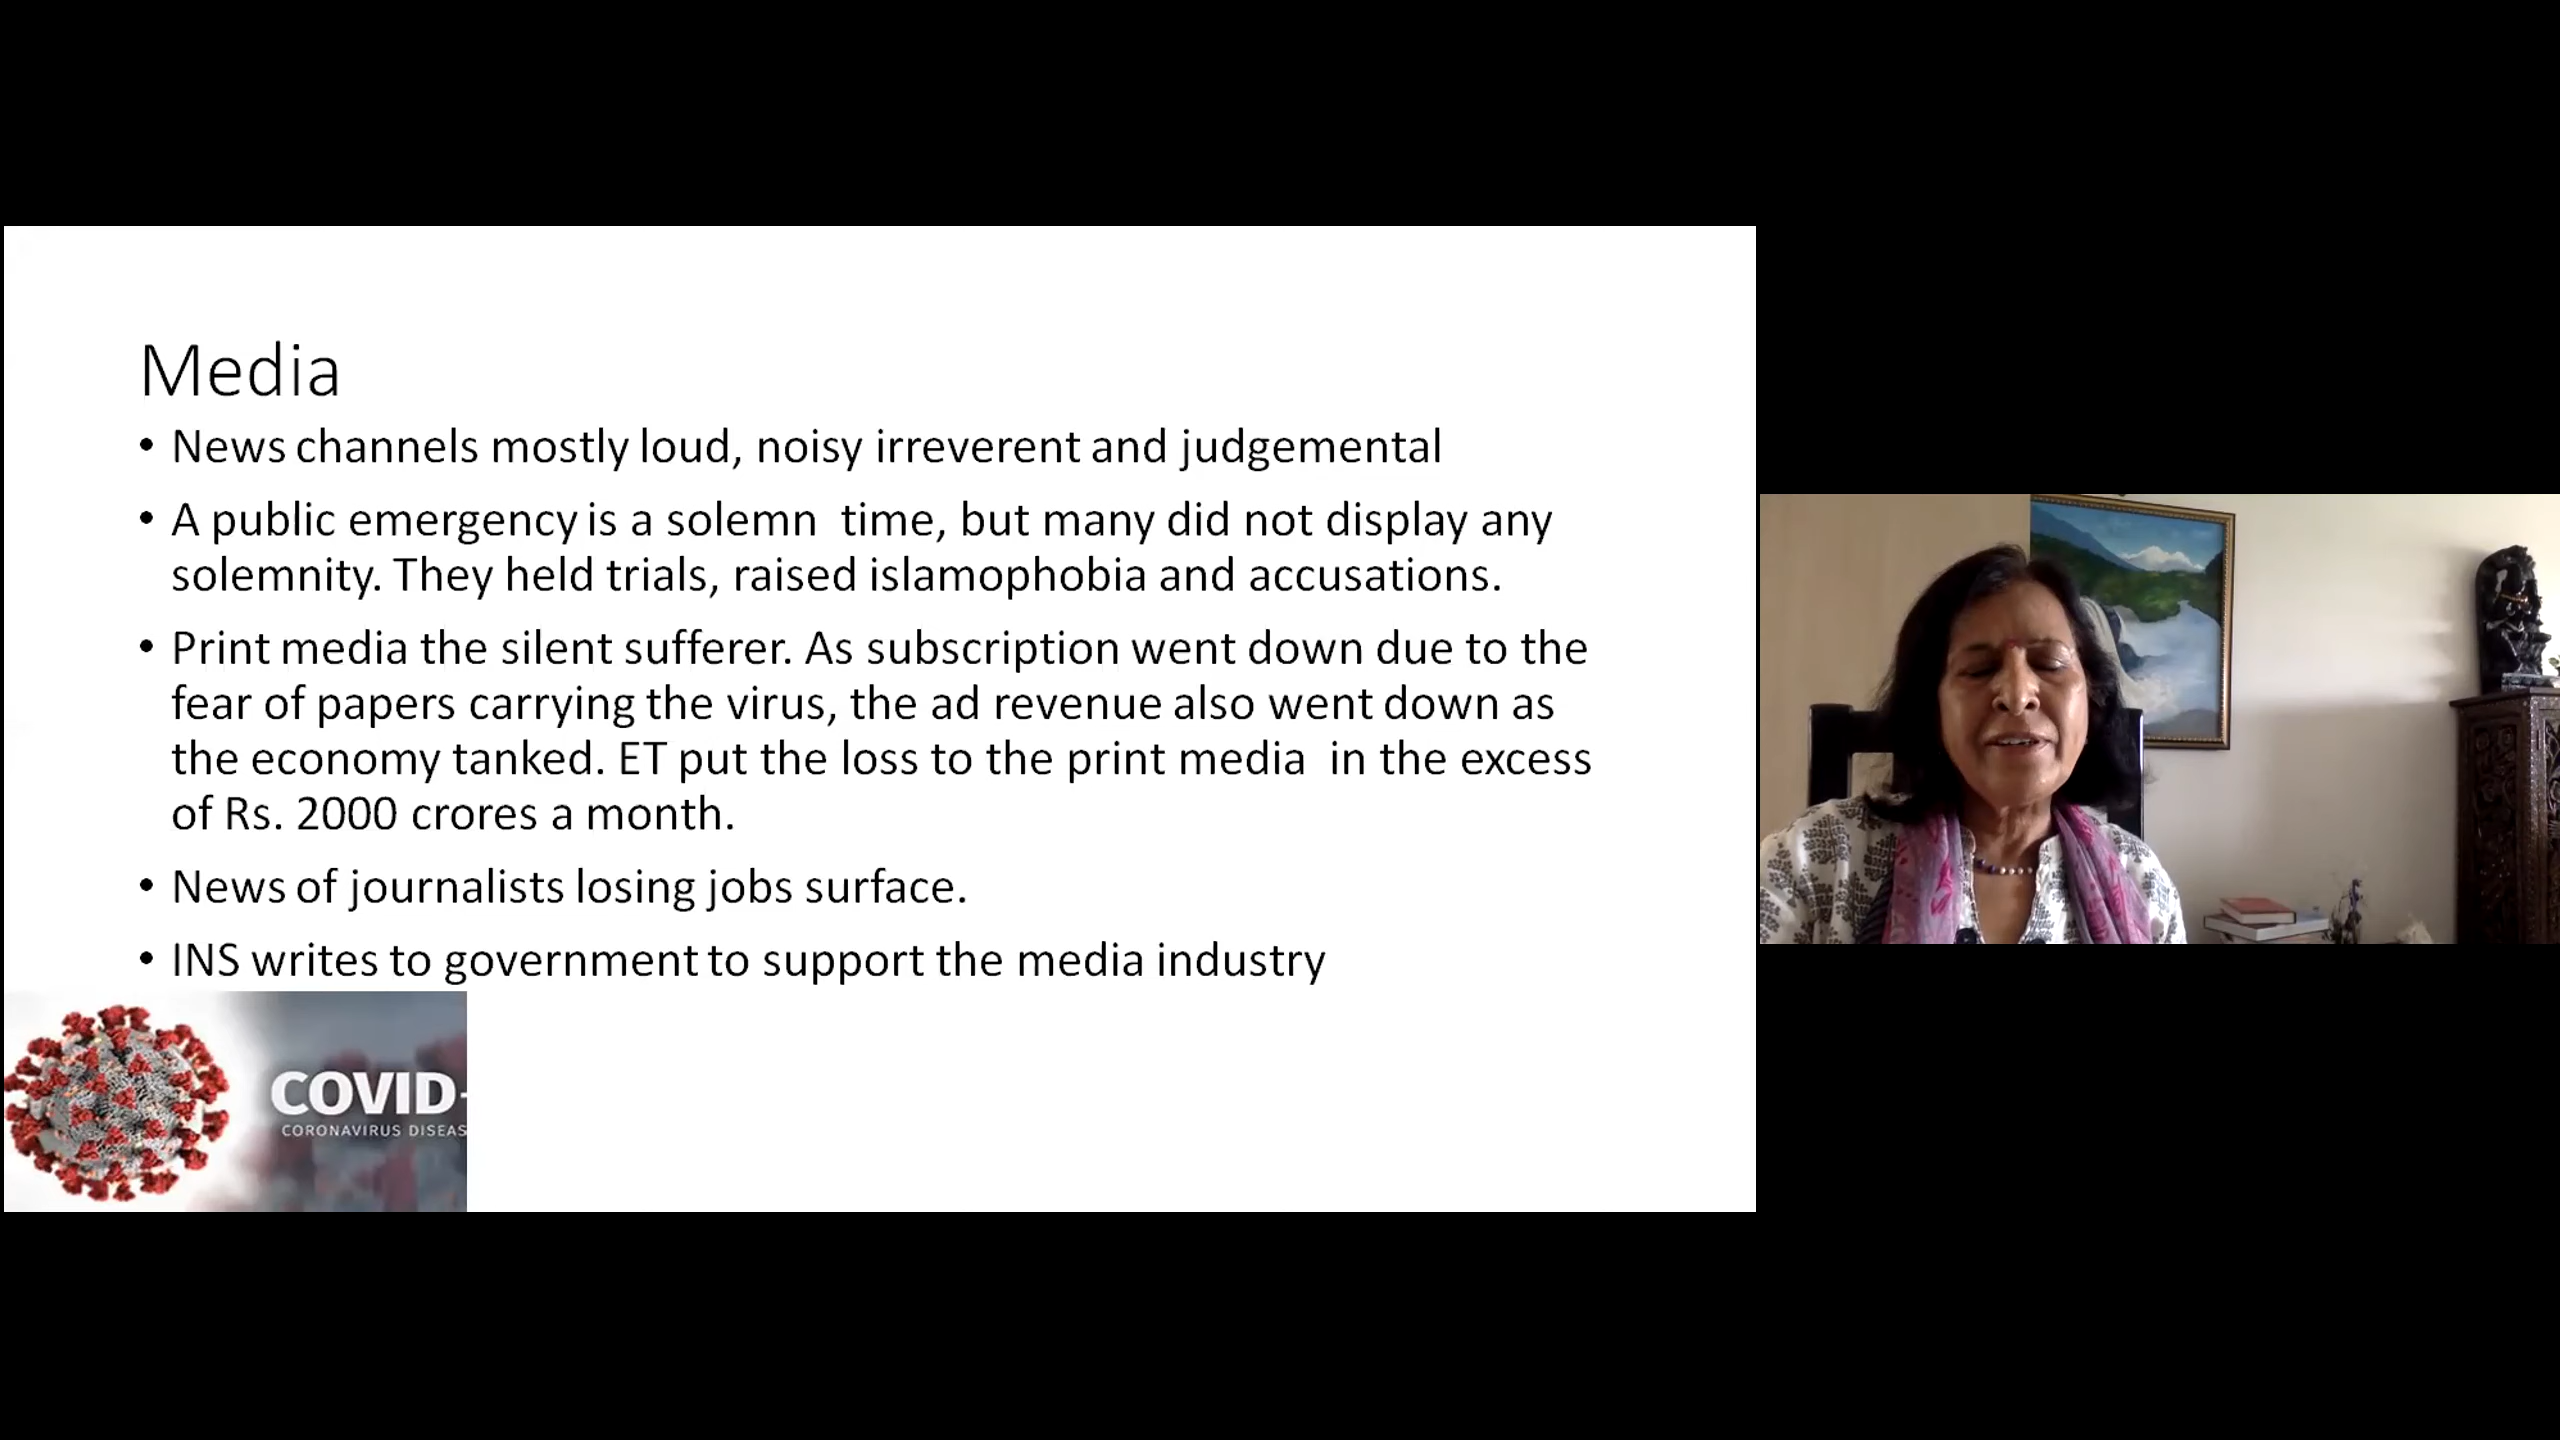 Media
• News channels mostly loud, noisy irreverent and judgemental
• A public emergency is a solemn time, but many did not display any
solemnity. They held trials, raised islamophobia and accusations.
• Print media the silent sufferer. As subscription went down due to the
fear of papers carrying the virus, the ad revenue also went down as
the economy tanked. ET put the loss to the print media in the excess
of Rs. 2000 crores a month.
• News of journalists losing jobs surface.
• INS writes to government to support the media industry
COVID-
CORONAVIRUS DISEAS